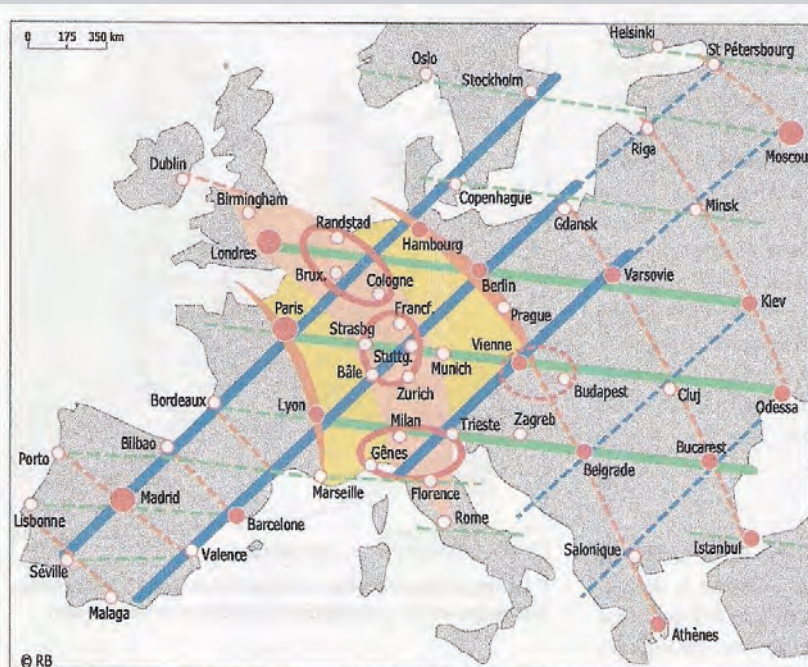 0 175 350 km
Helsinki
St Pétersbourg
Oslo
Stockholm
Moscou
Riga
Dublin
Birmingham
Copenhague
Minsk
Gdansk
Randstad
Hambourg
Londres
Brux.
Cologne
Berlin
Varsovie
Kiev
Paris
Francf.
Prague
Strasbg
Stuttg.
Vienne
Munich
Bâle
Zurich
Budapest
Cluj
Odessa
Bordeaux
Lyon
Milan
Trieste
Zagreb
Bilbao
Gênes
Belgrade
Bucarest
Porto
Marseille
Florence
Madrid
Lisbonne
Barcelone
Rome
Séville
Valence
Salonique
Istanbul
Malaga
Athènes
© RB